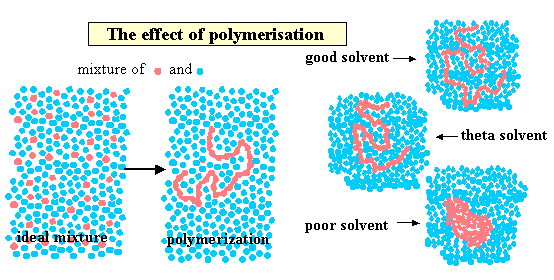 The effect of polymerisation
mixture of and
good solvent
theta solvent
poor solvent
ideal mixture
polymerization